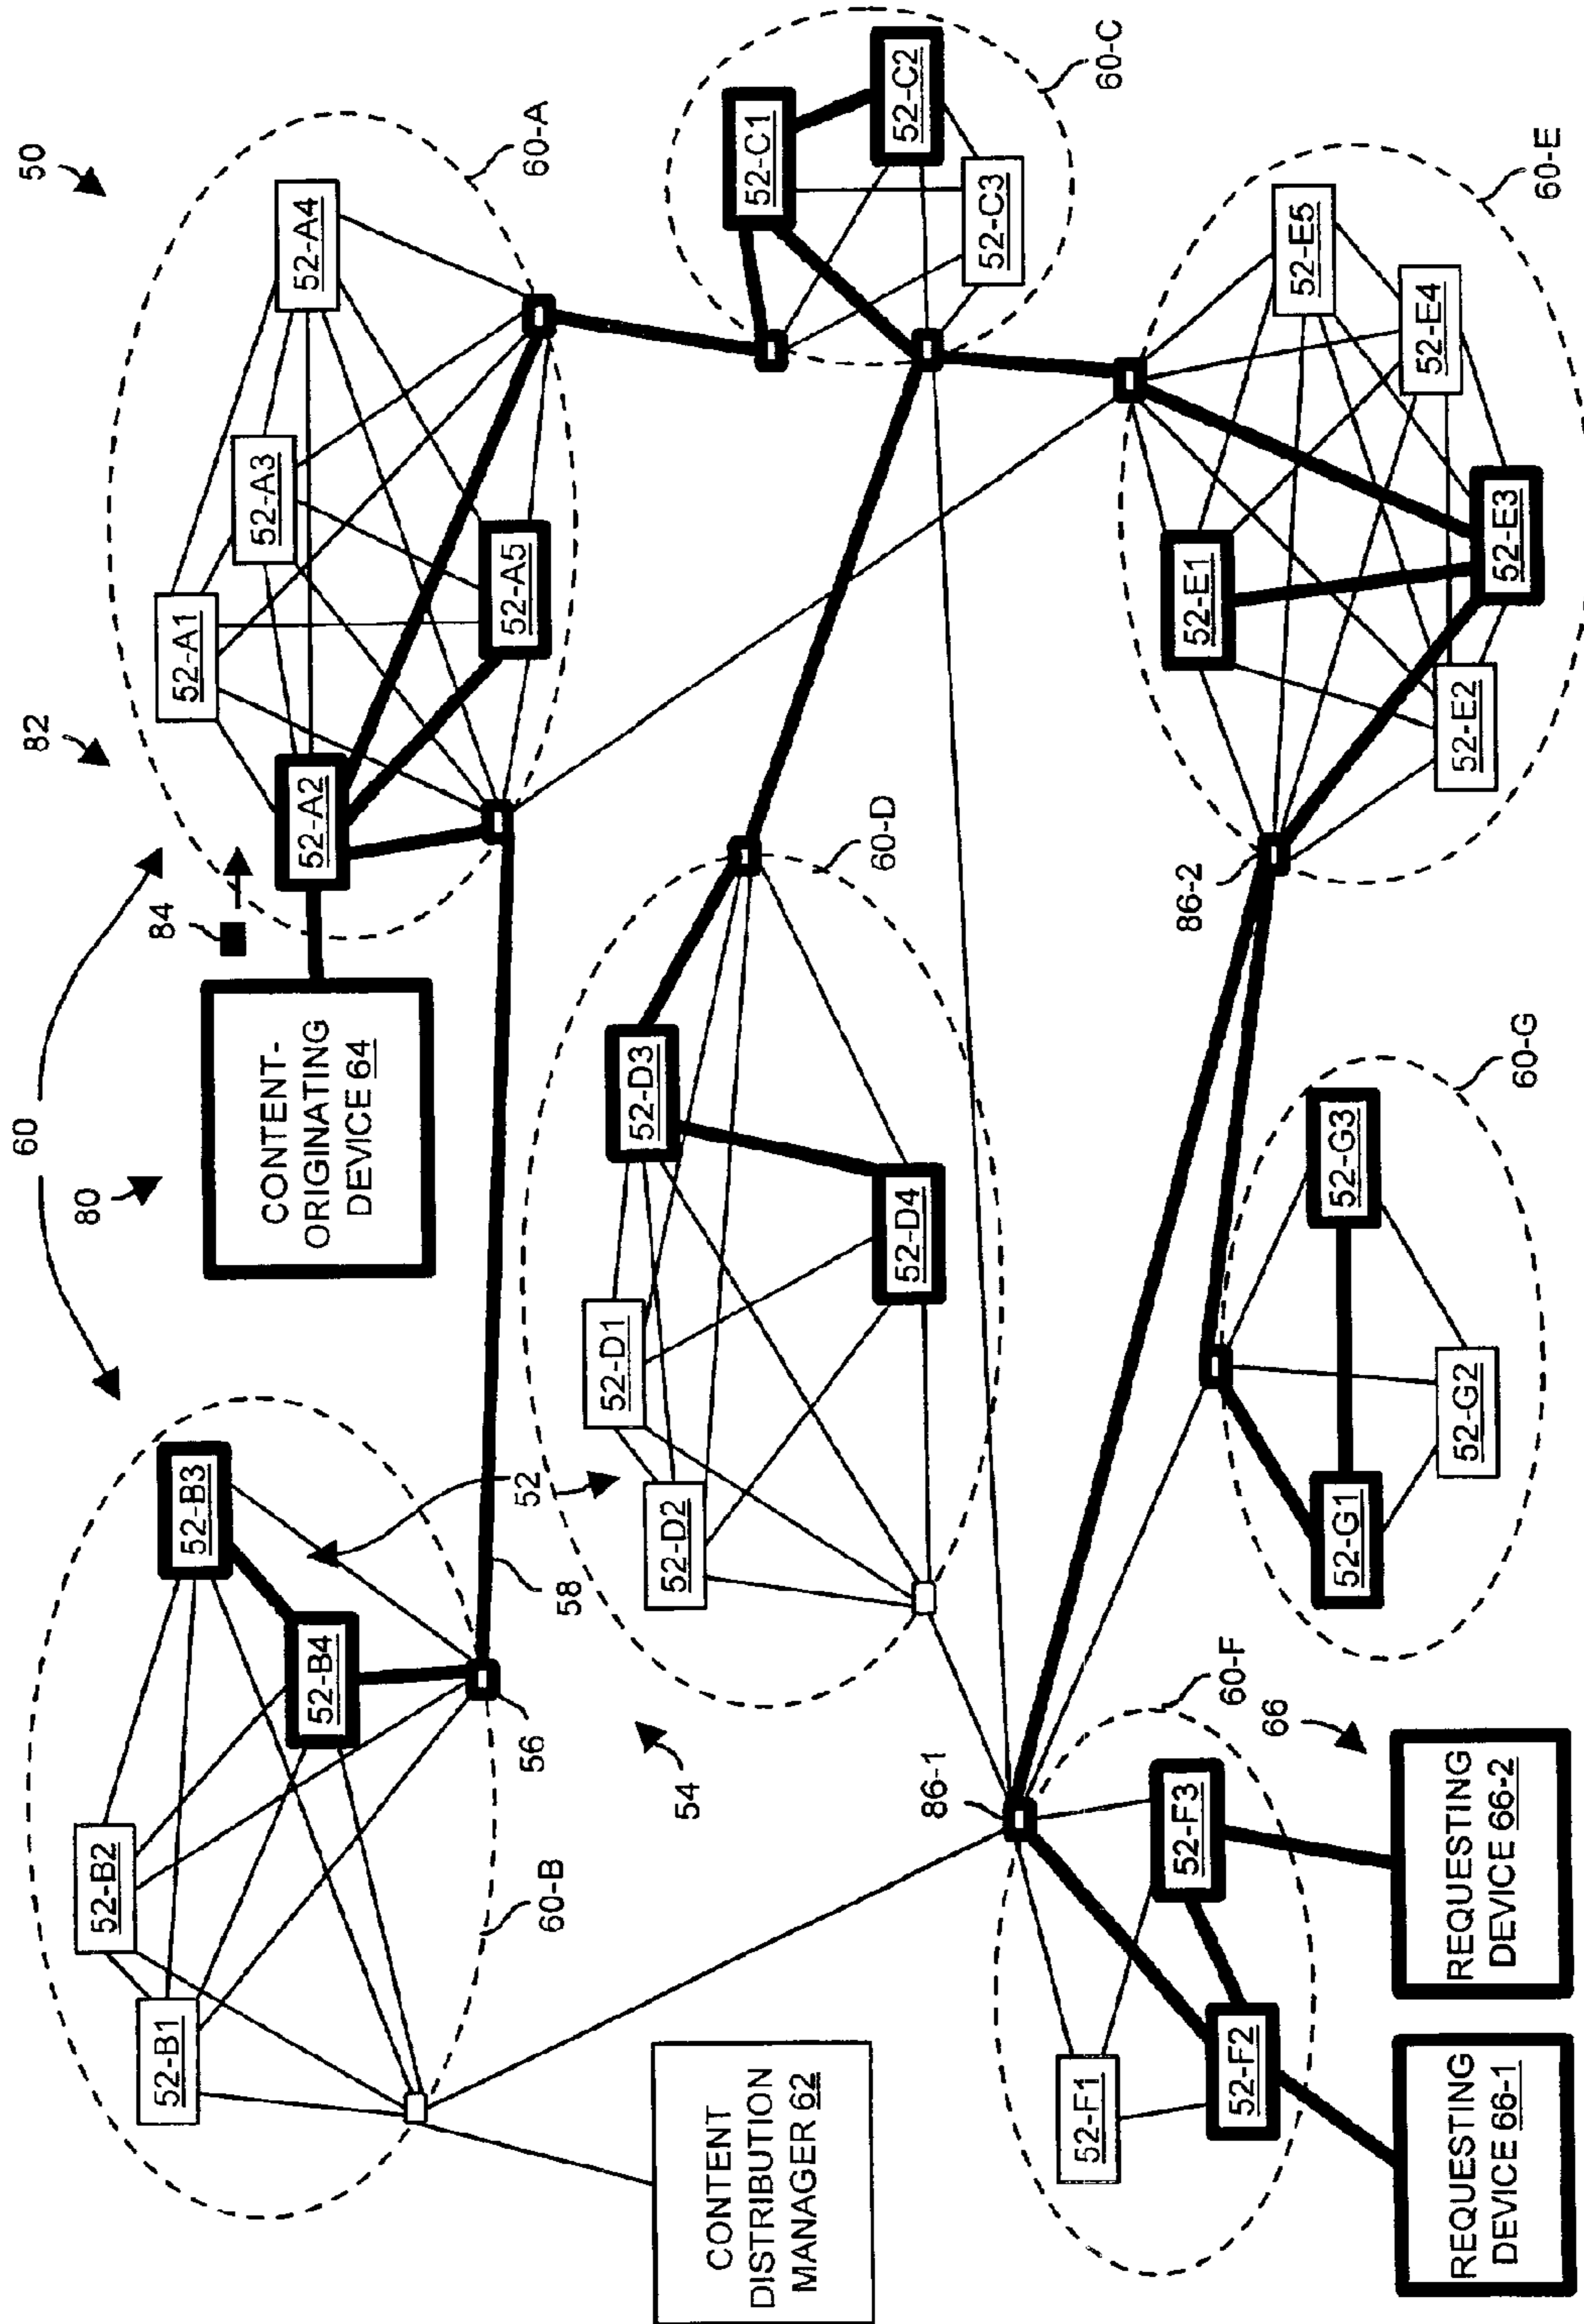 50
82
60
80
84
60-A
52-A1
52-A2
52-A3
52-A4
52-A5
CONTENT-
ORIGINATING
DEVICE 64
52-B1
52-B2
52-B3
52-B4
60-B
52
56
58
54
52-C1
52-C2
52-C3
60-C
52-D1
52-D2
52-D3
52-D4
60-D
CONTENT
DISTRIBUTION
MANAGER 62
86-1
86-2
52-E1
52-E2
52-E3
52-E4
52-E5
60-E
52-F1
52-F2
52-F3
60-F
66
52-G1
52-G2
52-G3
60-G
REQUESTING
DEVICE 66-1
REQUESTING
DEVICE 66-2